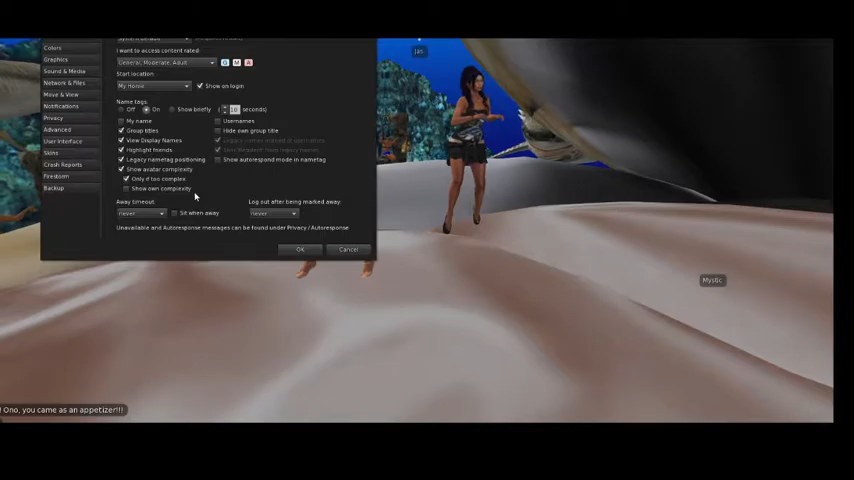 Colors
Graphics
Sound & Media
Network & Files
Move & View
Notifications
Privacy
Advanced
User Interface
Skins
Crash Reports
Firestorm
Backup
I want to access content rated:
General, Moderate, Adult
G M A
Start location:
My Home
Show on login
Name tags:
Off On Show briefly ( 10 seconds)
My name
Usernames
Group titles
Hide own group title
View Display Names
Highlight friends
Legacy nametag positioning
Show autorespond mode in nametag
Show avatar complexity
Only if too complex
Show own complexity
Away timeout:
Log out after being marked away:
never
Sit when away
never
Unavailable and Autoresponse messages can be found under Privacy / Autoresponse
OK
Cancel
Jas
Mystic
! Ono, you came as an appetizer!!!